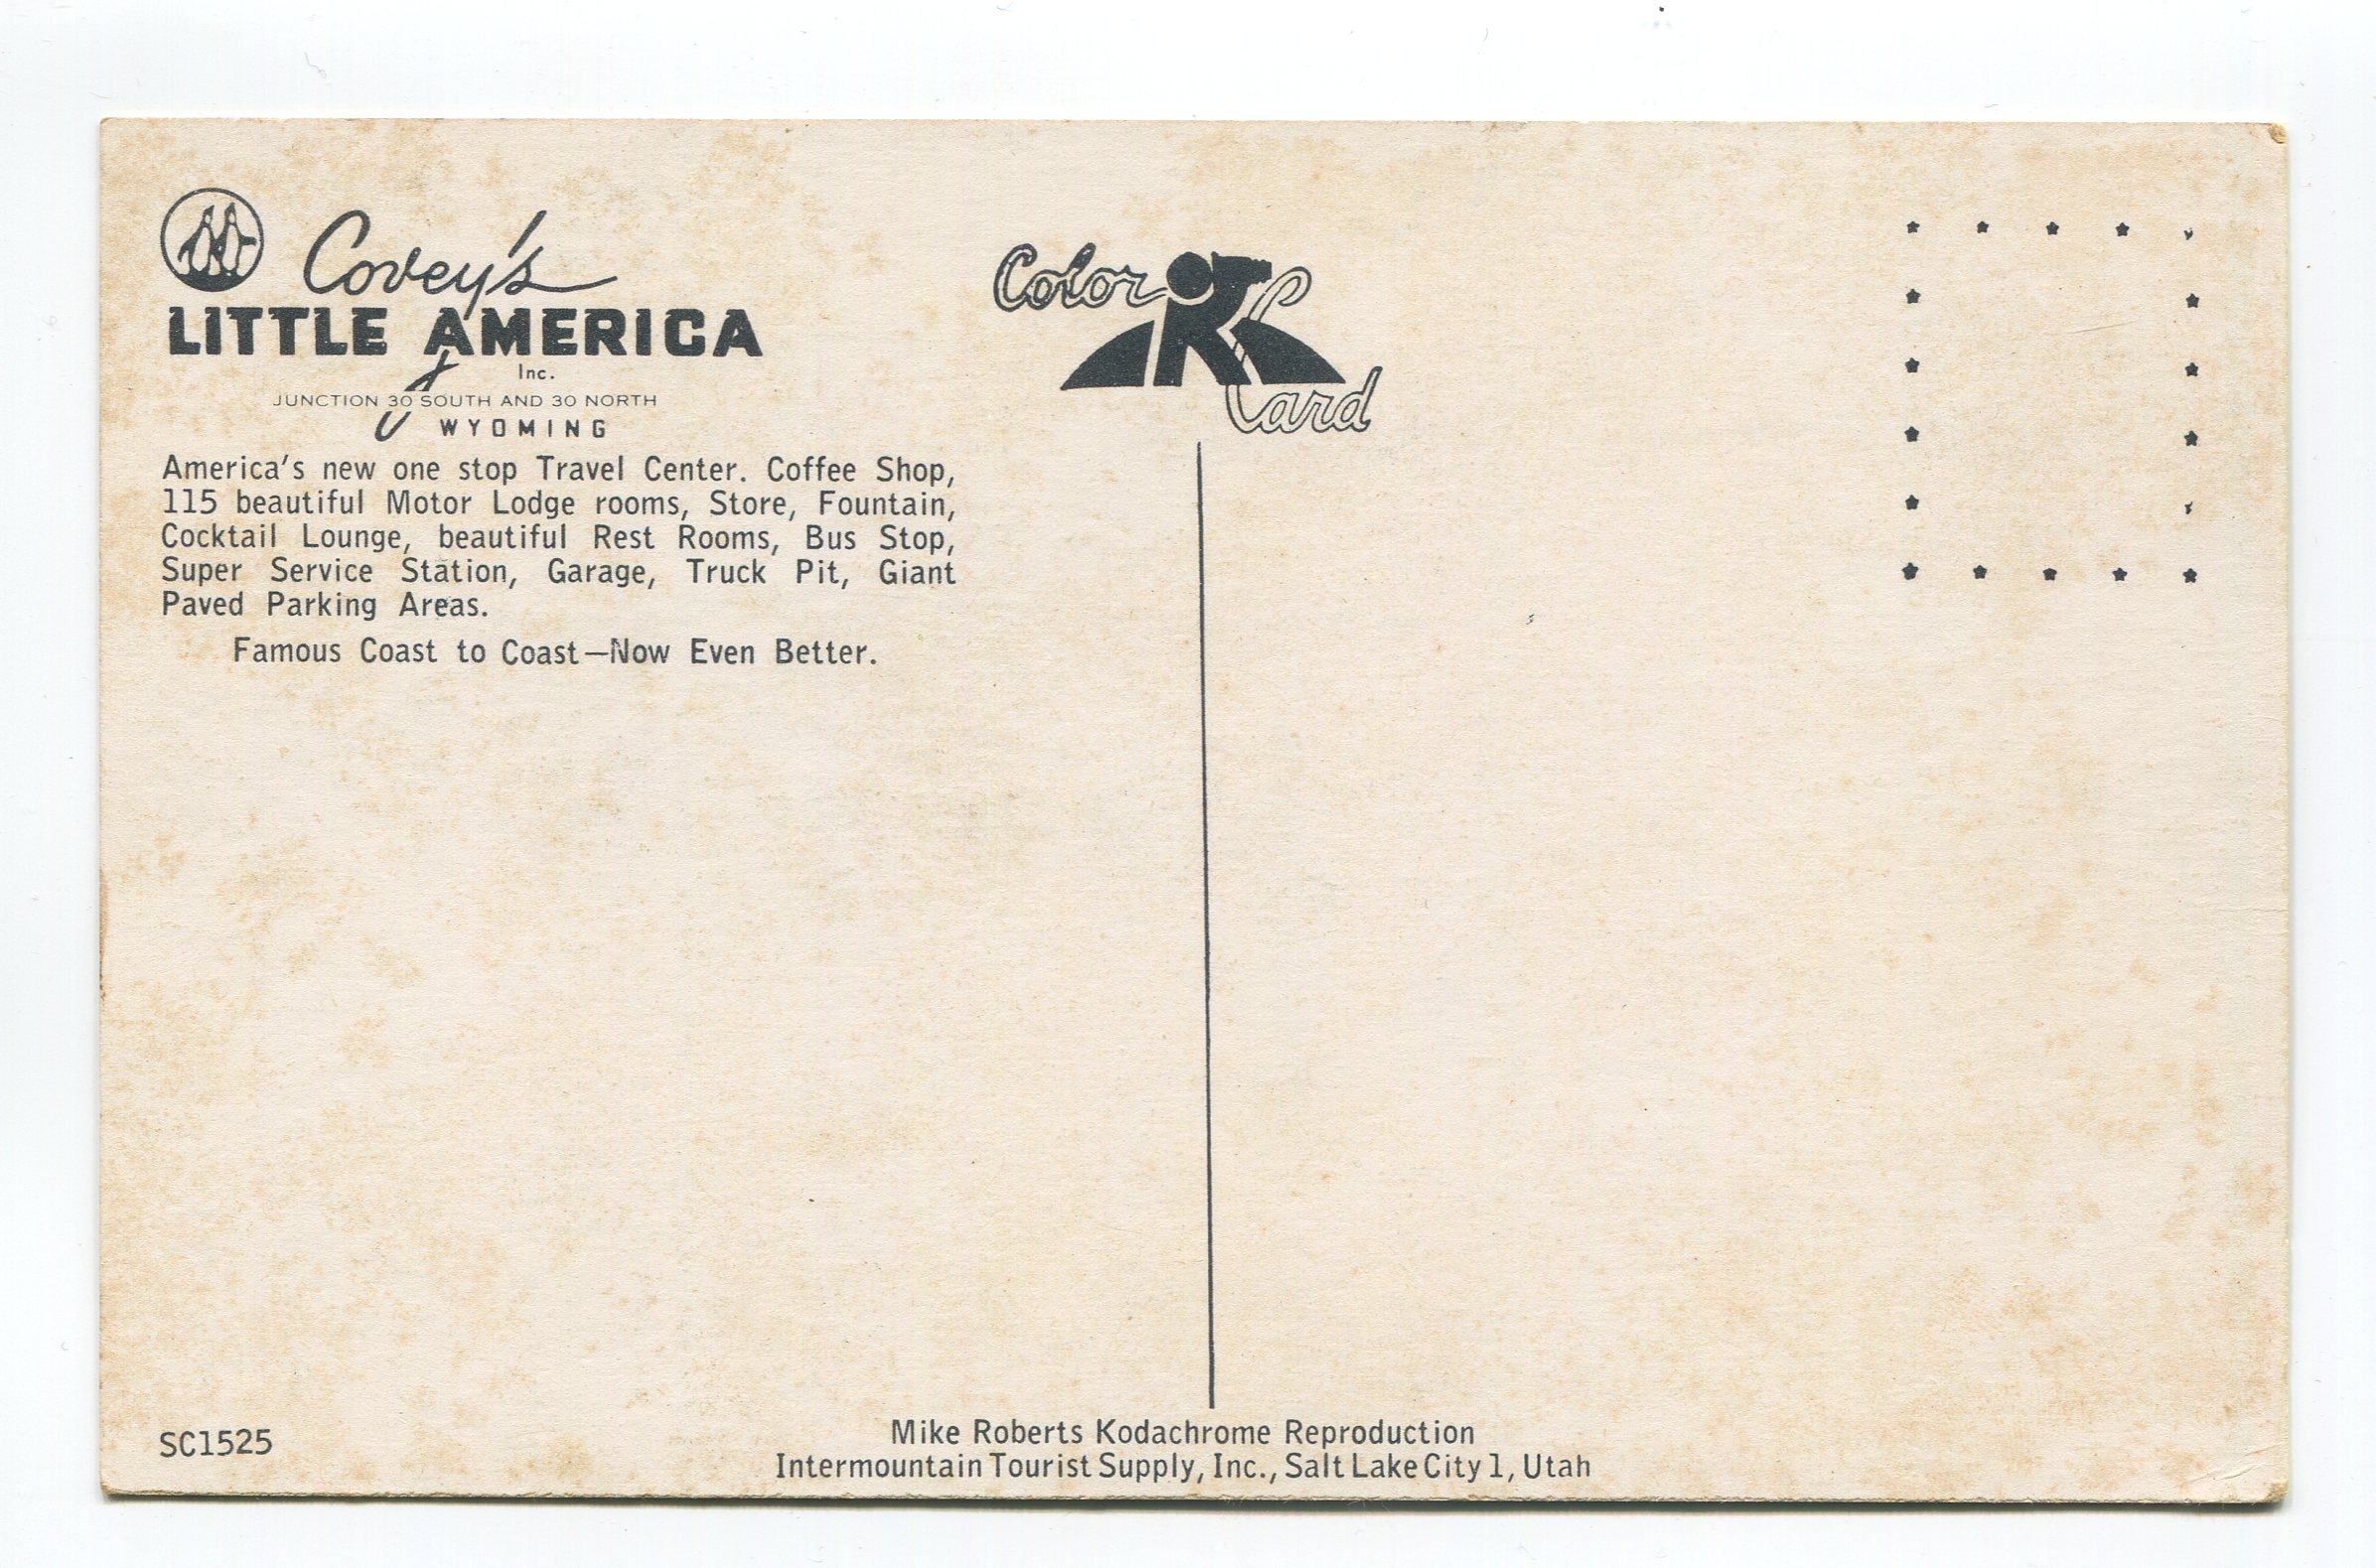 Covey's
LITTLE AMERICA
Inc.
JUNCTION 30 SOUTH AND 30 NORTH
WYOMING
America's new one stop Travel Center. Coffee Shop,
115 beautiful Motor Lodge rooms, Store, Fountain,
Cocktail Lounge, beautiful Rest Rooms, Bus Stop,
Super Service Station, Garage, Truck Pit, Giant
Paved Parking Areas.
Famous Coast to Coast—Now Even Better.
Color
Card
SC1525
Mike Roberts Kodachrome Reproduction
Intermountain Tourist Supply, Inc., Salt Lake City 1, Utah